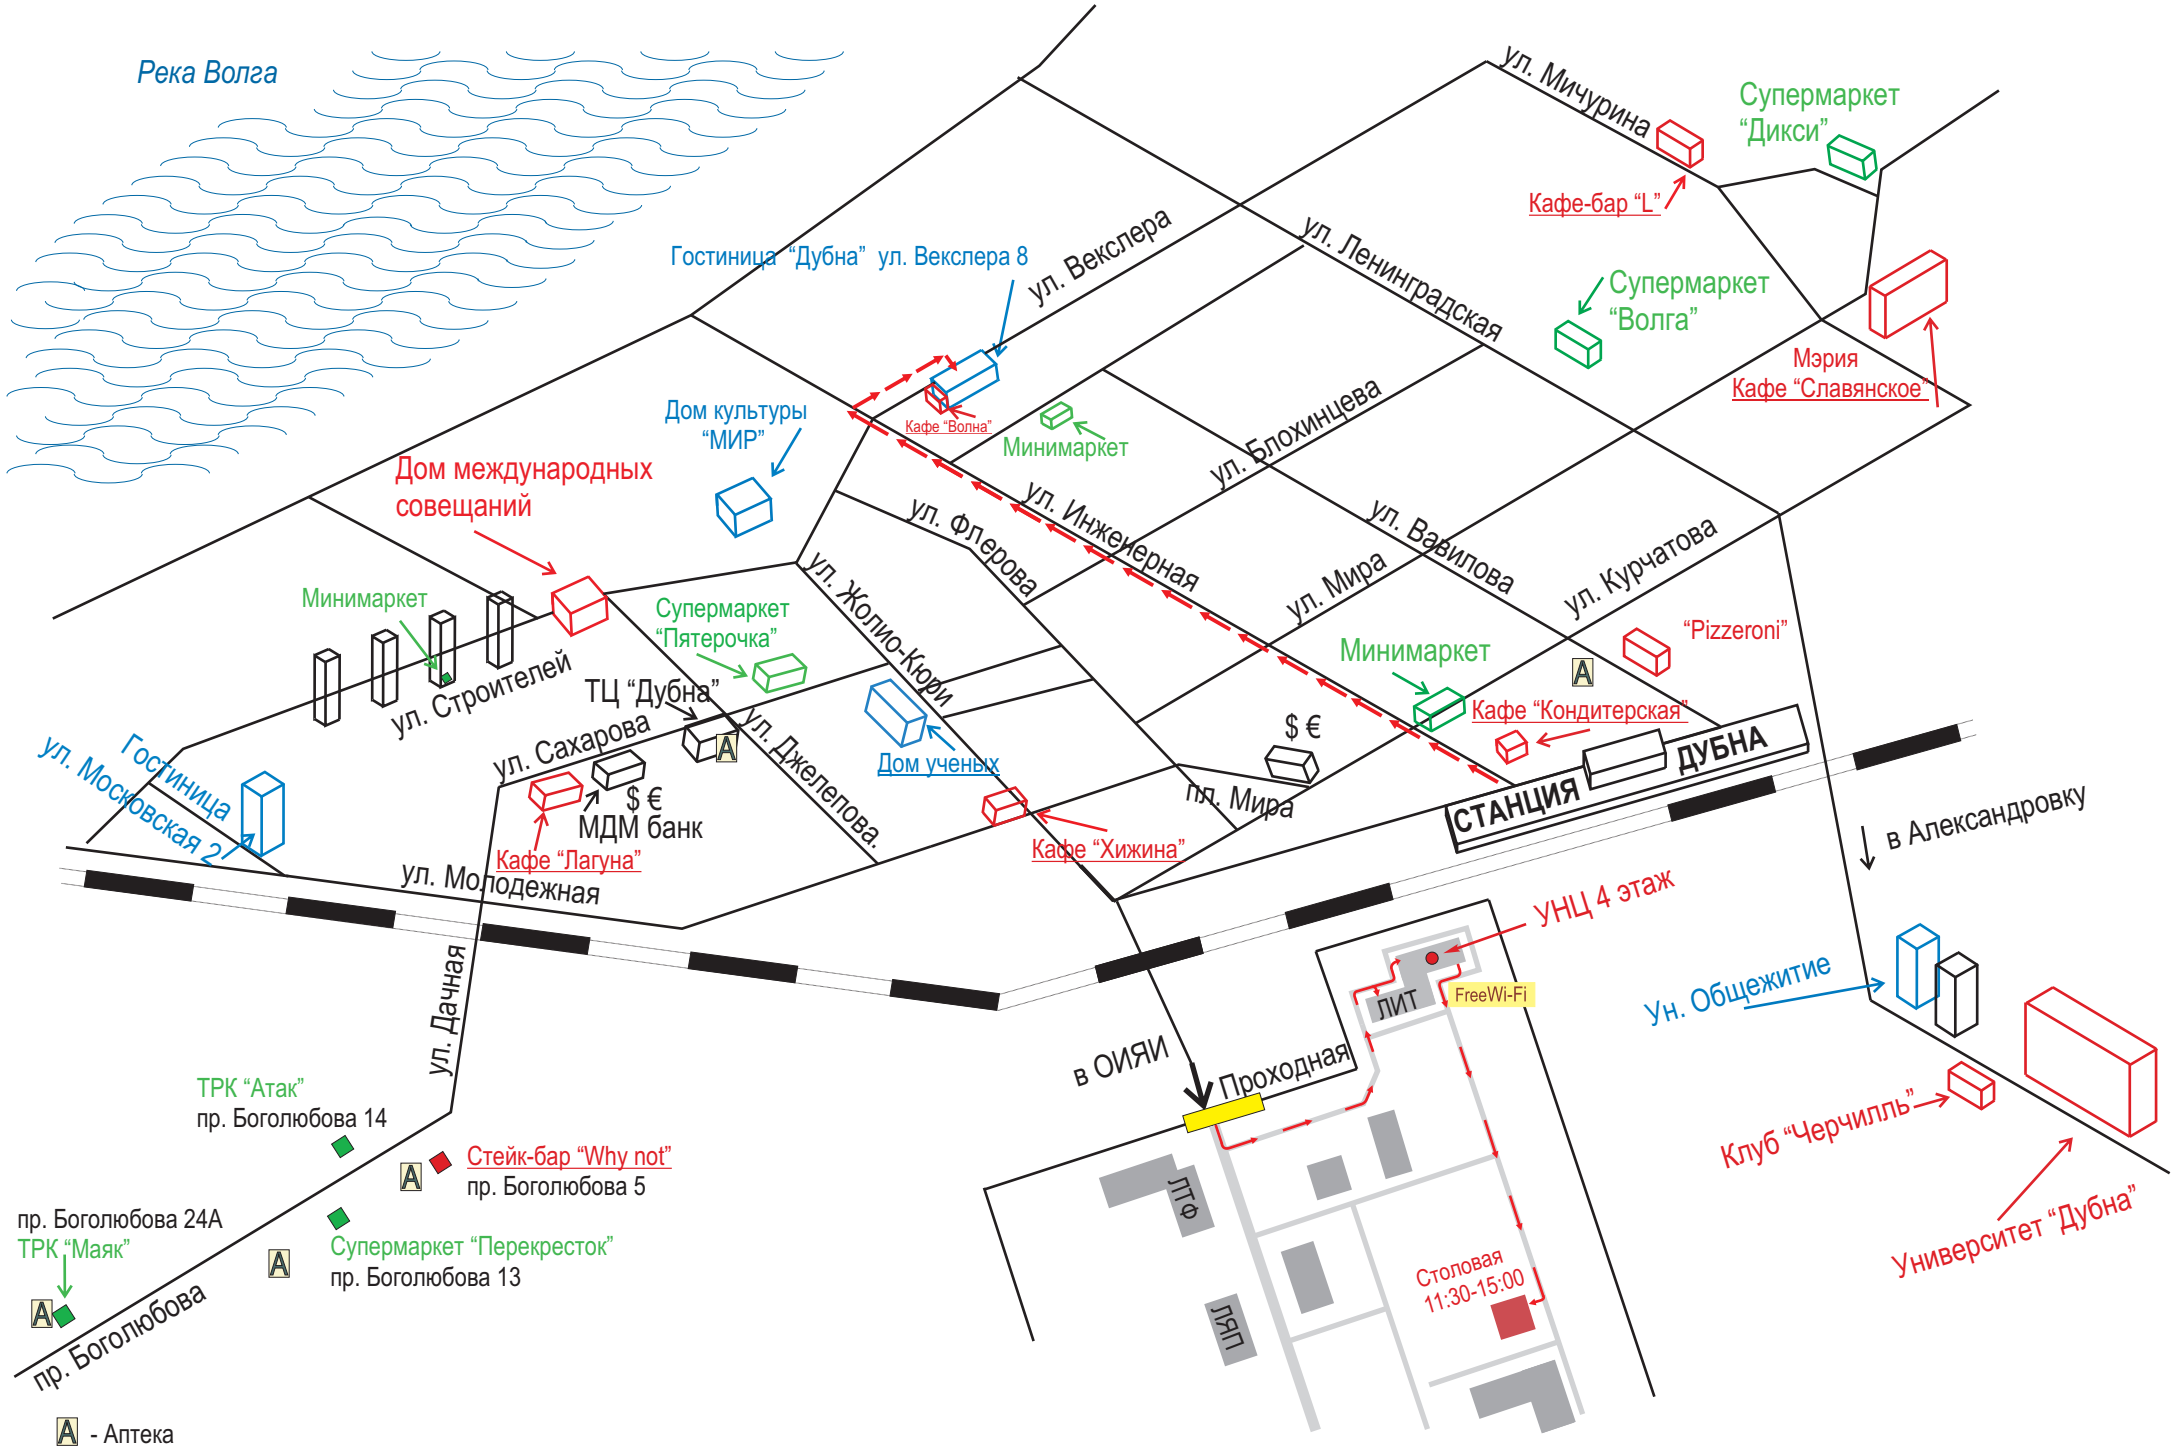 Река Волга
ул. Мичурина
Супермаркет
“Дикси”
Кафе-бар “L”
Гостиница “Дубна” ул. Векслера 8
ул. Векслера
ул. Ленинградская
Супермаркет
“Волга”
Мэрия
Кафе “Славянское”
Дом культуры
“МИР”
Кафе “Волна”
Минимаркет
ул. Блохинцева
Дом международных
совещаний
ул. Флерова
ул. Инженерная
ул. Вавилова
ул. Мира
ул. Курчатова
Минимаркет
ул. Строителей
Супермаркет
“Пятерочка”
ул. Жолио-Кюри
“Pizzeroni”
Минимаркет
A
Кафе “Кондитерская”
ТЦ “Дубна”
A
ул. Сахарова
ул. Джелепова.
Дом ученых
$ €
пл. Мира
СТАНЦИЯ ДУБНА
Гостиница
ул. Московская 2
$ €
МДМ банк
Кафе “Лагуна”
Кафе “Хижина”
ул. Молодежная
в Александровку
УНЦ 4 этаж
ЛИТ
FreeWi-Fi
Ун. Общежитие
ул. Дачная
в ОИЯИ
Проходная
ТРК “Атак”
пр. Боголюбова 14
A
Стейк-бар “Why not”
пр. Боголюбова 5
Клуб “Черчилль”
Университет “Дубна”
ЛТФ
ЛЯП
Столовая
11:30-15:00
пр. Боголюбова 24А
ТРК “Маяк”
A
A
Супермаркет “Перекресток”
пр. Боголюбова 13
пр. Боголюбова
A - Аптека